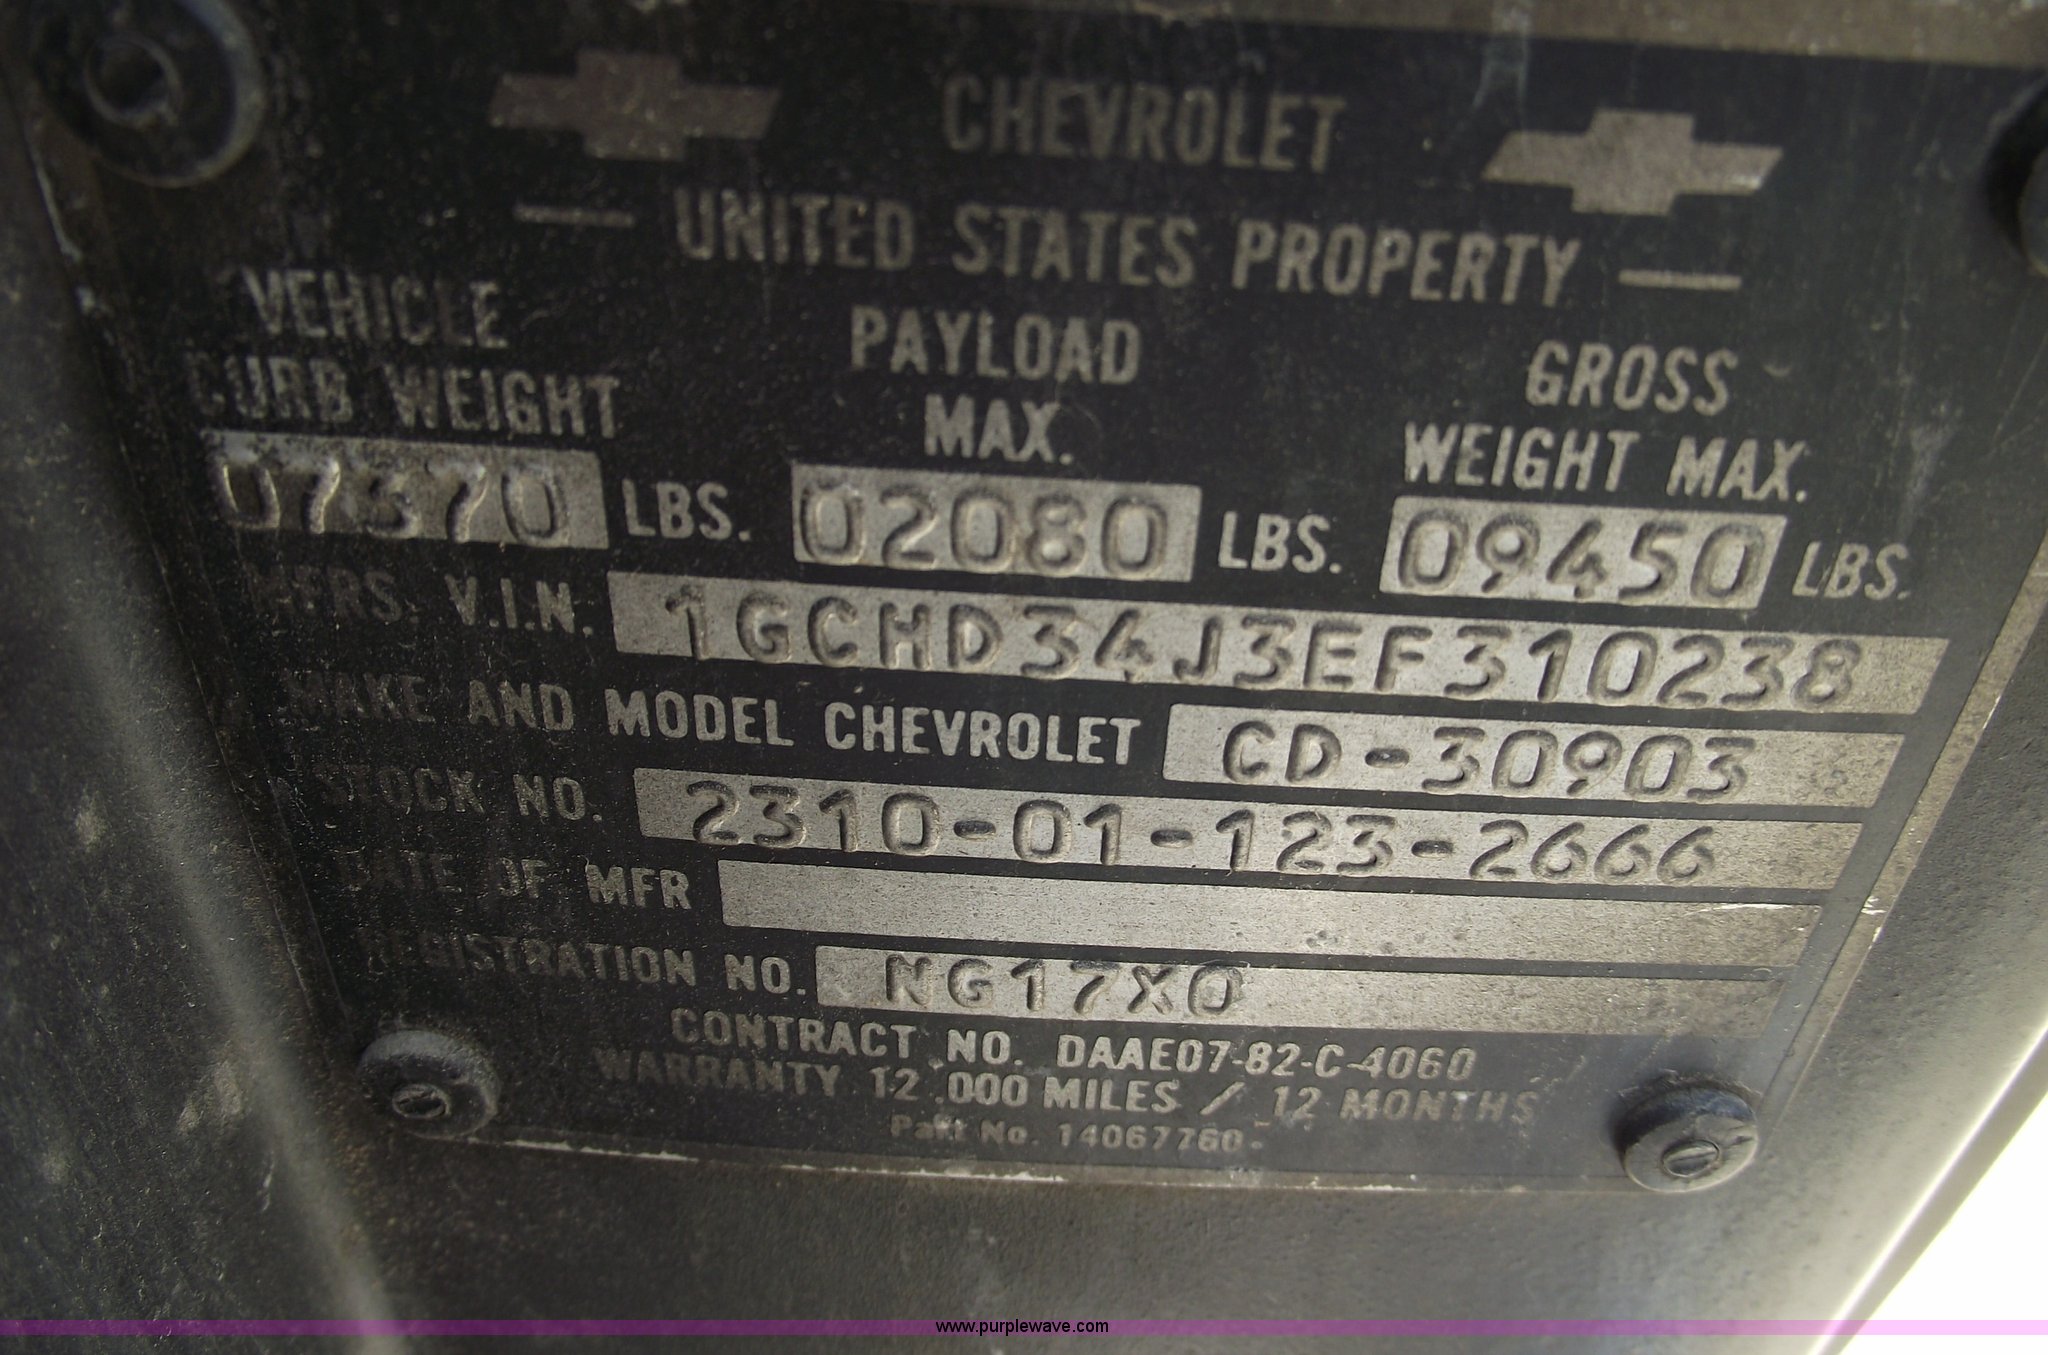 CHEVROLET
UNITED STATES PROPERTY
VEHICLE CURB WEIGHT 07370 LBS.
PAYLOAD MAX. 02080 LBS.
GROSS WEIGHT MAX. 09450 LBS.
MFRS. V.I.N. 1GCHD34J3EF310238
MAKE AND MODEL CHEVROLET CD-30903
STOCK NO. 2310-01-123-2666
DATE OF MFR
REGISTRATION NO. NG17X0
CONTRACT NO. DAAE07-82-C-4060
WARRANTY 12,000 MILES / 12 MONTHS
Part No. 14067760
www.purplewave.com